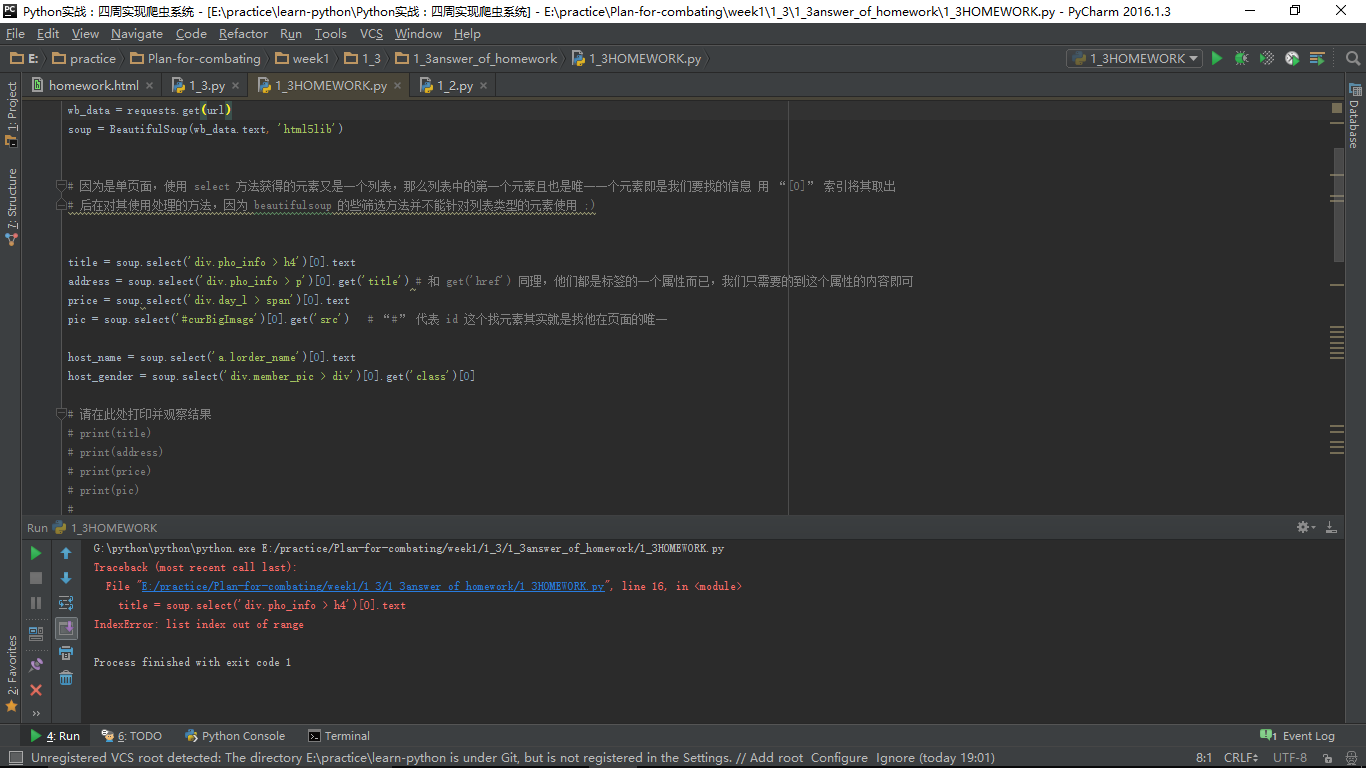 Python实战：四周实现爬虫系统 - [E:\practice\learn-python\Python实战：四周实现爬虫系统] - E:\practice\Plan-for-combating\week1\1_3\1_3answer_of_homework\1_3HOMEWORK.py - PyCharm 2016.1.3
File Edit View Navigate Code Refactor Run Tools VCS Window Help
E: practice Plan-for-combating week1 1_3 1_3answer_of_homework 1_3HOMEWORK.py 1_3HOMEWORK
homework.html 1_3.py 1_3HOMEWORK.py 1_2.py
1: Project
7: Structure
2: Favorites
Database
wb_data = requests.get(url)
soup = BeautifulSoup(wb_data.text, 'html5lib')
# 因为是单页面，使用 select 方法获得的元素又是一个列表，那么列表中的第一个元素且也是唯一一个元素即是我们要找的信息 用 “[0]” 索引将其取出
# 后在对其使用处理的方法，因为 beautifulsoup 的些筛选方法并不能针对列表类型的元素使用 ;)
title = soup.select('div.pho_info > h4')[0].text
address = soup.select('div.pho_info > p')[0].get('title') # 和 get('href') 同理，他们都是标签的一个属性而已，我们只需要的到这个属性的内容即可
price = soup.select('div.day_l > span')[0].text
pic = soup.select('#curBigImage')[0].get('src') # “#” 代表 id 这个找元素其实就是找他在页面的唯一
host_name = soup.select('a.lorder_name')[0].text
host_gender = soup.select('div.member_pic > div')[0].get('class')[0]
# 请在此处打印并观察结果
# print(title)
# print(address)
# print(price)
# print(pic)
#
Run 1_3HOMEWORK
G:\python\python\python.exe E:/practice/Plan-for-combating/week1/1_3/1_3answer_of_homework/1_3HOMEWORK.py
Traceback (most recent call last):
File "E:/practice/Plan-for-combating/week1/1_3/1_3answer_of_homework/1_3HOMEWORK.py", line 16, in <module>
title = soup.select('div.pho_info > h4')[0].text
IndexError: list index out of range
Process finished with exit code 1
4: Run 6: TODO Python Console Terminal 1 Event Log
Unregistered VCS root detected: The directory E:\practice\learn-python is under Git, but is not registered in the Settings. // Add root Configure Ignore (today 19:01) 8:1 CRLF UTF-8